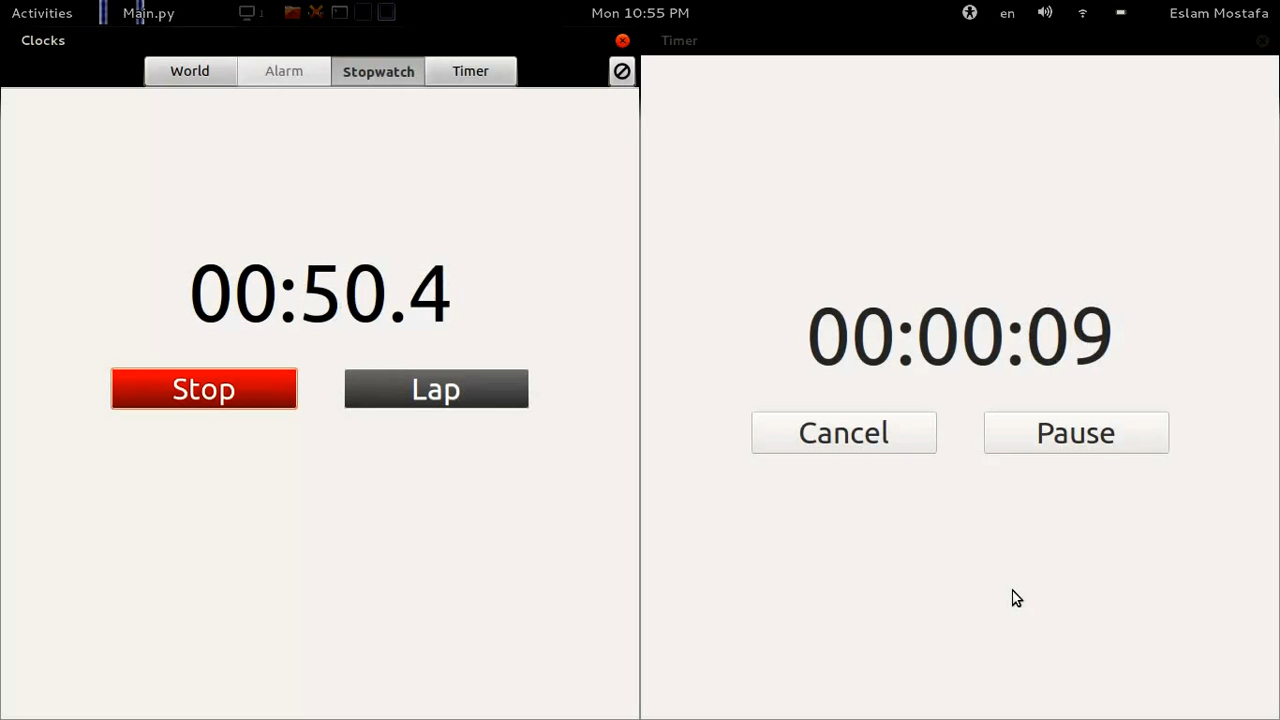 Activities Main.py 1 Mon 10:55 PM en Eslam Mostafa
Clocks
Timer
World Alarm Stopwatch Timer
00:50.4
Stop Lap
00:00:09
Cancel Pause